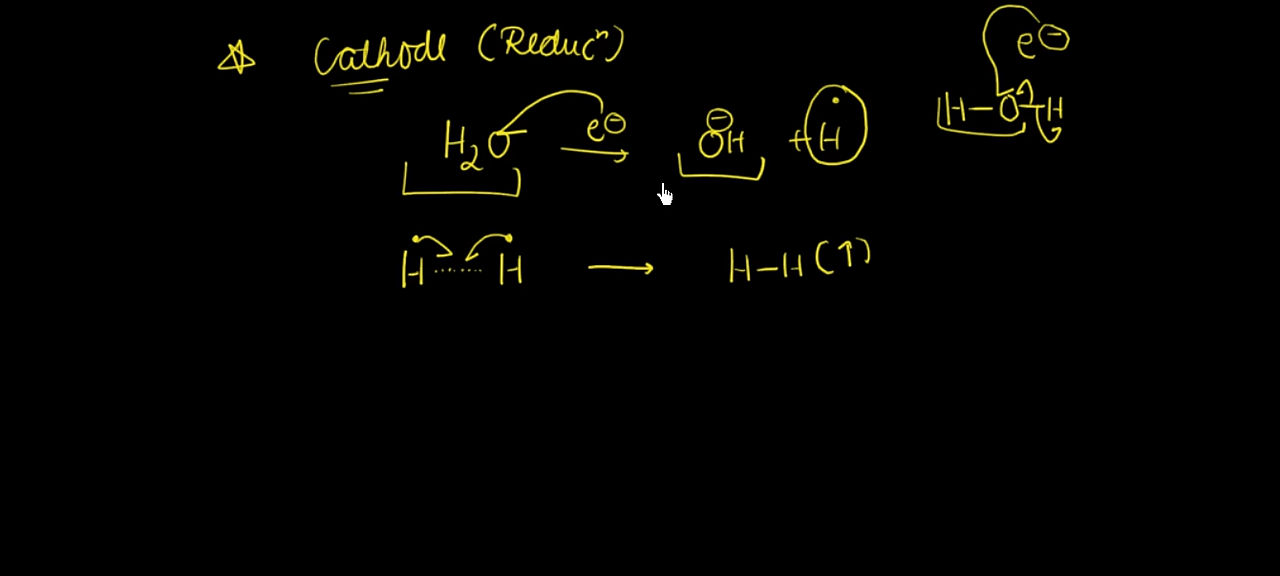 ☆ Cathode (Reducⁿ)
e⊖
H-O-H
H₂O e⊖ → ⊖OH + H•
H• ...... •H → H-H (↑)